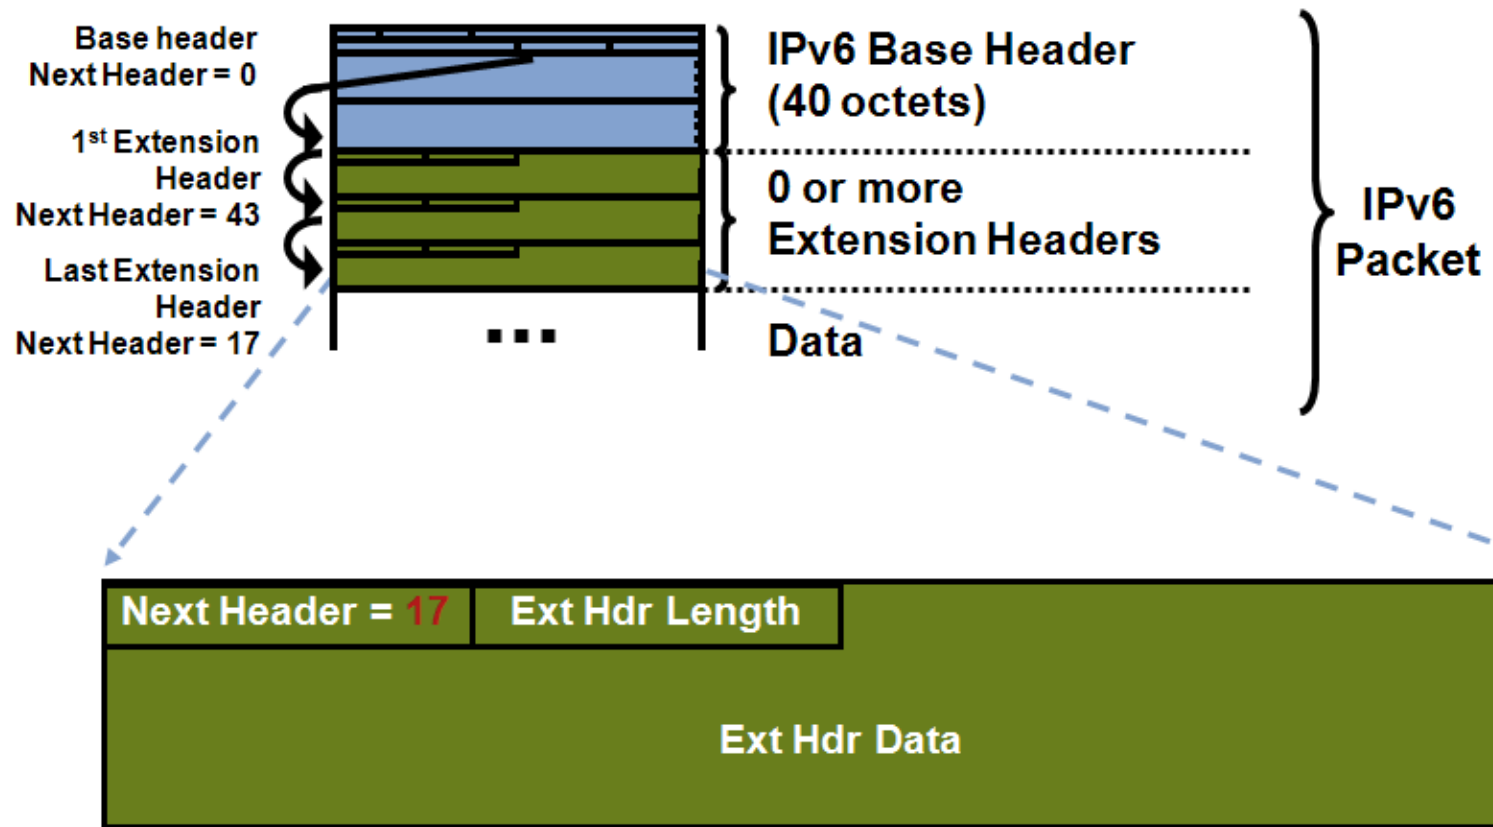 Base header
Next Header = 0
1st Extension
Header
Next Header = 43
Last Extension
Header
Next Header = 17
IPv6 Base Header
(40 octets)
0 or more
Extension Headers
...
Data
IPv6
Packet
Next Header = 17
Ext Hdr Length
Ext Hdr Data